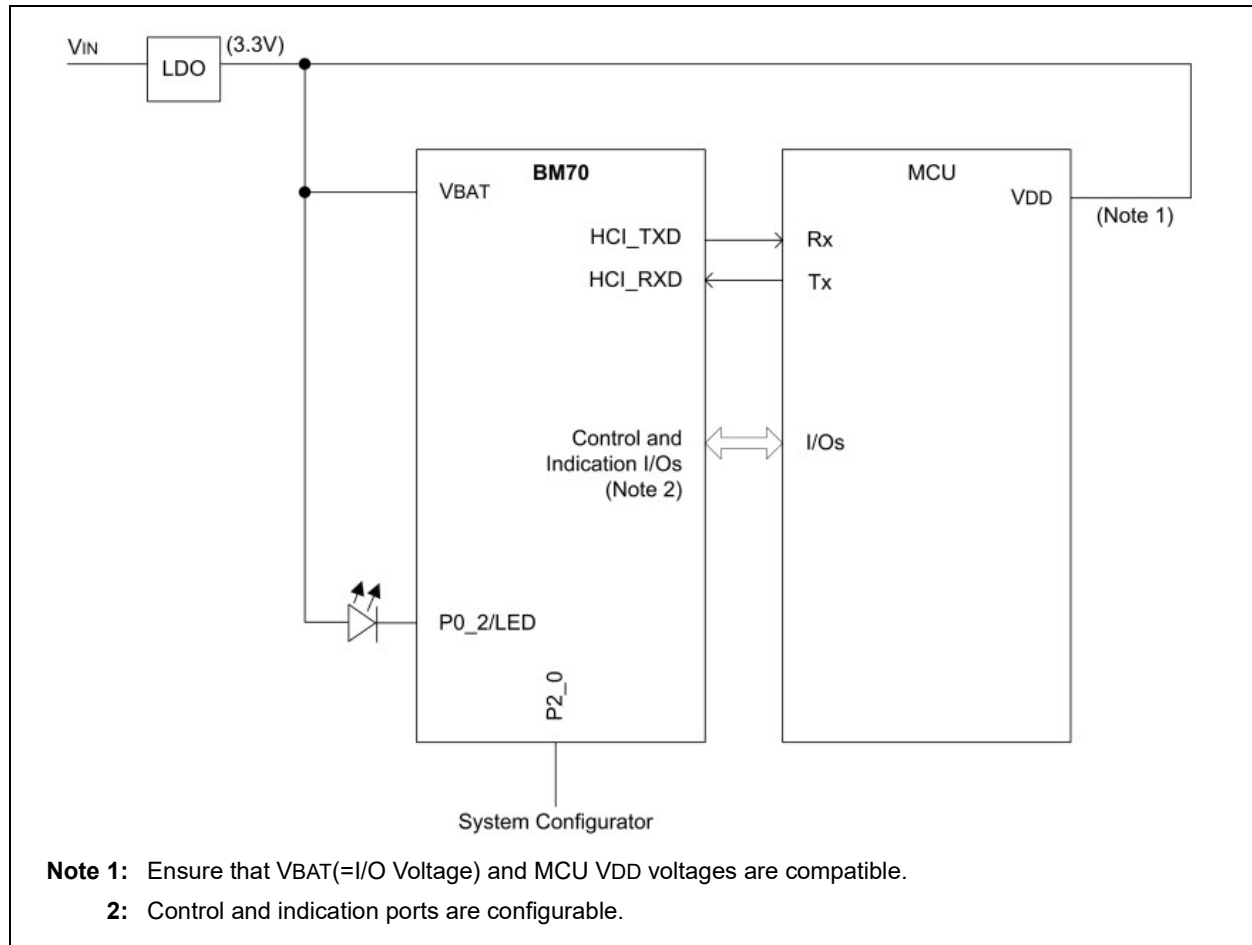 VIN
LDO
(3.3V)
BM70
MCU
VBAT
VDD
(Note 1)
HCI_TXD
Rx
HCI_RXD
Tx
Control and
Indication I/Os
(Note 2)
I/Os
P0_2/LED
P2_0
System Configurator
Note 1: Ensure that VBAT(=I/O Voltage) and MCU VDD voltages are compatible.
2: Control and indication ports are configurable.